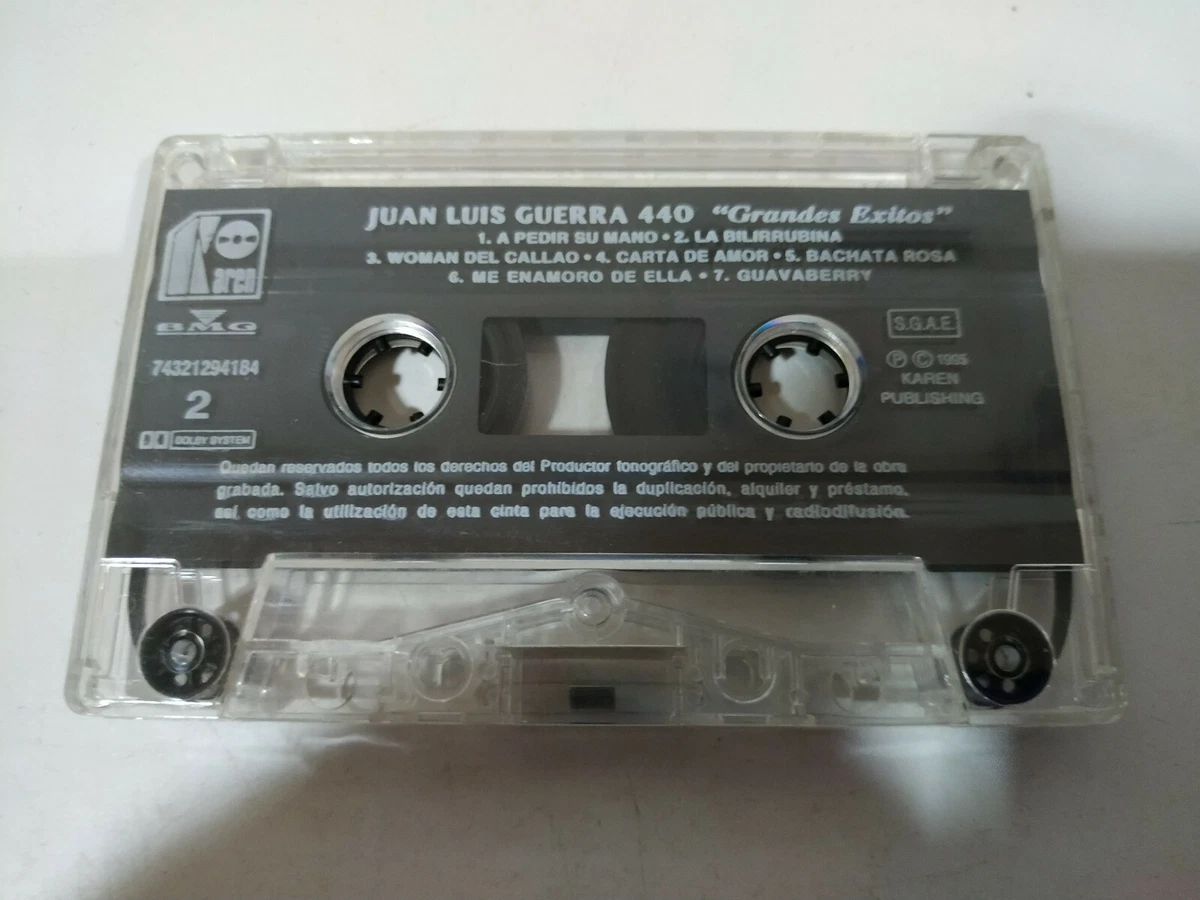 JUAN LUIS GUERRA 440 "Grandes Exitos"
1. A PEDIR SU MANO • 2. LA BILIRRUBINA
3. WOMAN DEL CALLAO • 4. CARTA DE AMOR • 5. BACHATA ROSA
6. ME ENAMORO DE ELLA • 7. GUAVABERRY
Karen
BMG
74321294184
2
DOLBY SYSTEM
S.G.A.E.
Ⓟ © 1995
KAREN
PUBLISHING
Quedan reservados todos los derechos del Productor fonográfico y del propietario de la obra
grabada. Salvo autorización quedan prohibidos la duplicación, alquiler y préstamo,
así como la utilización de esta cinta para la ejecución pública y radiodifusión.